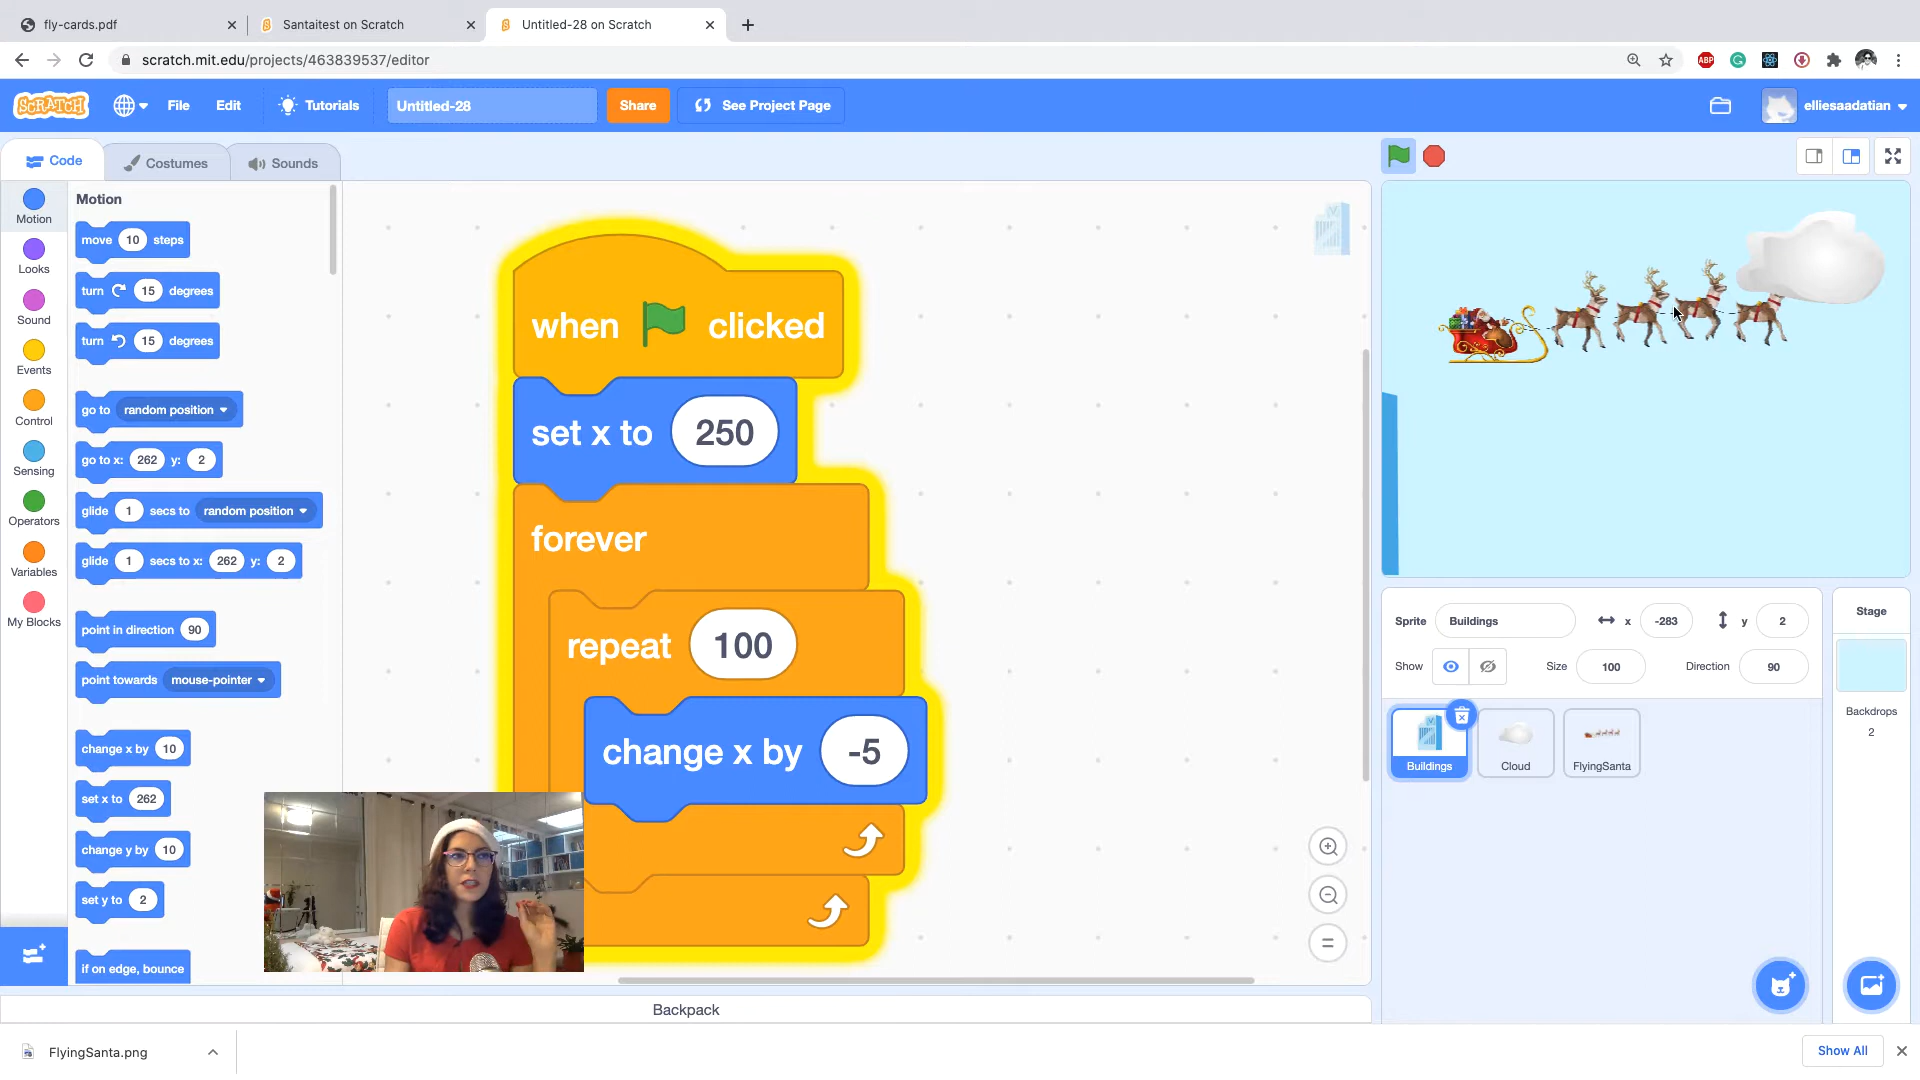 fly-cards.pdf
Santaitest on Scratch
Untitled-28 on Scratch
scratch.mit.edu/projects/463839537/editor
ABP
SCRATCH
File
Edit
Tutorials
Untitled-28
Share
See Project Page
elliesaadatian
Code
Costumes
Sounds
Motion
Looks
Sound
Events
Control
Sensing
Operators
Variables
My Blocks
Motion
move 10 steps
turn 15 degrees
turn 15 degrees
go to random position
go to x: 262 y: 2
glide 1 secs to random position
glide 1 secs to x: 262 y: 2
point in direction 90
point towards mouse-pointer
change x by 10
set x to 262
change y by 10
set y to 2
if on edge, bounce
when clicked
set x to 250
forever
repeat 100
change x by -5
Sprite Buildings x -283 y 2
Show Size 100 Direction 90
Buildings
Cloud
FlyingSanta
Stage
Backdrops
2
Backpack
FlyingSanta.png
Show All